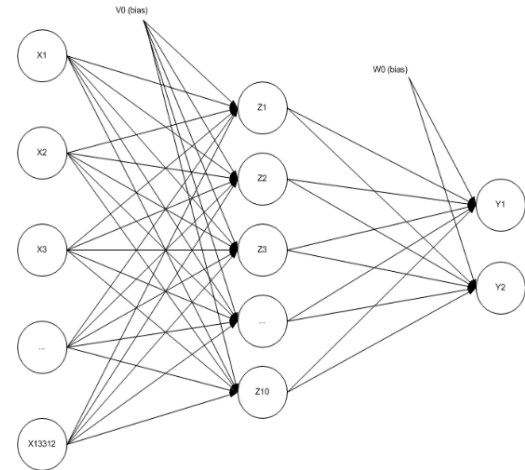 V0 (bias)
X1
W0 (bias)
Z1
X2
Z2
Y1
X3
Z3
Y2
...
...
Z10
X13312